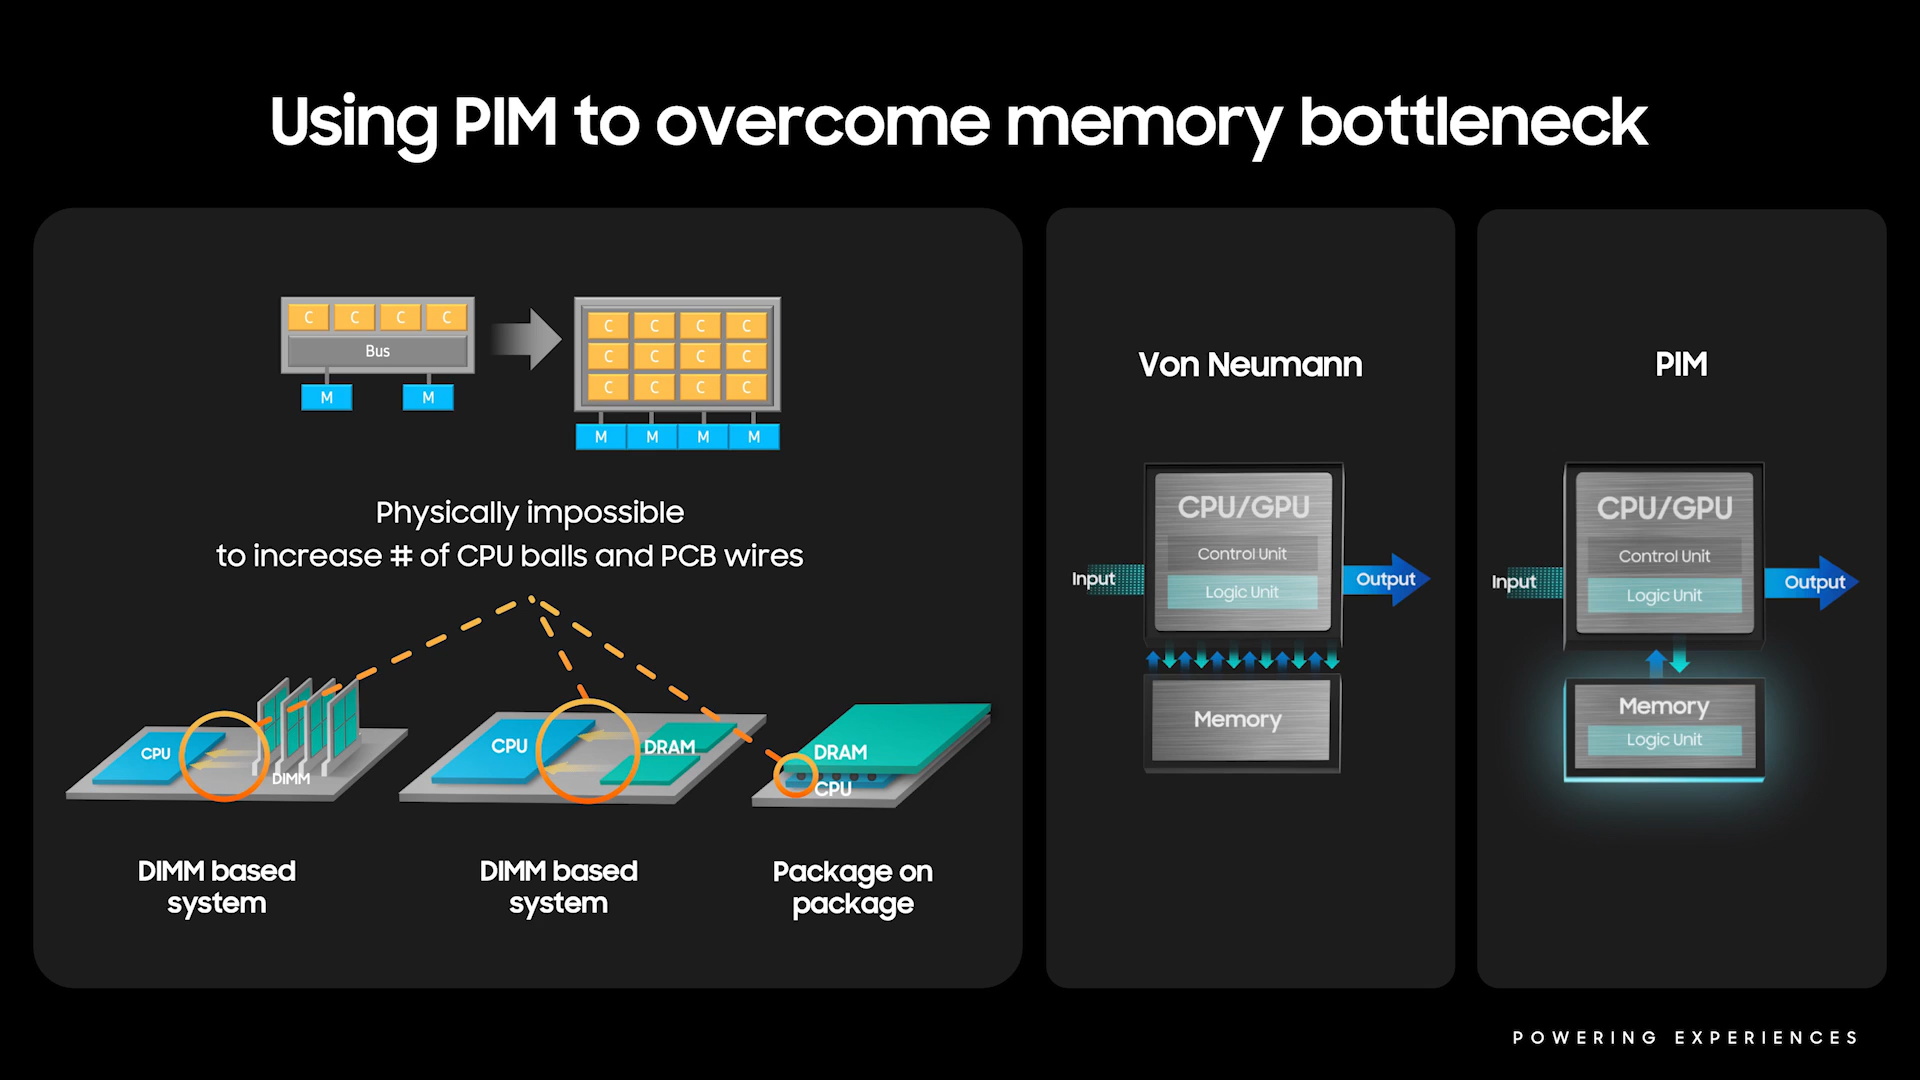 Using PIM to overcome memory bottleneck
C C C C
Bus
M M
C C C C
C C C C
C C C C
M M M M
Physically impossible
to increase # of CPU balls and PCB wires
CPU
DIMM
CPU
DRAM
DRAM
CPU
DIMM based
system
DIMM based
system
Package on
package
Von Neumann
CPU/GPU
Control Unit
Logic Unit
Input
Output
Memory
PIM
CPU/GPU
Control Unit
Logic Unit
Input
Output
Memory
Logic Unit
POWERING EXPERIENCES